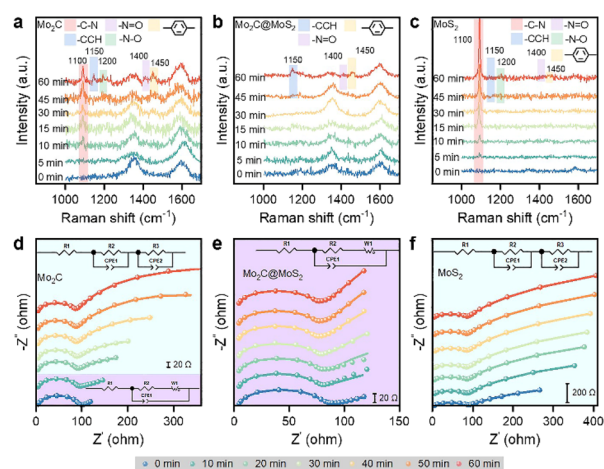 a Mo₂C -C-N -N=O
-CCH -N-O
1150 1400
1100 1200 1450
60 min
45 min
30 min
15 min
10 min
5 min
0 min
Intensity (a.u.)
1000 1200 1400 1600
Raman shift (cm⁻¹)
b Mo₂C@MoS₂ -CCH
-N=O
1400
1150 1450
60 min
45 min
30 min
15 min
10 min
5 min
0 min
Intensity (a.u.)
1000 1200 1400 1600
Raman shift (cm⁻¹)
c MoS₂ -C-N -N=O
-CCH -N-O
1100 1150
1200 1400
1450
60 min
45 min
30 min
15 min
10 min
5 min
0 min
Intensity (a.u.)
1000 1200 1400 1600
Raman shift (cm⁻¹)
d R1 R2 R3
CPE1 CPE2
Mo₂C
20 Ω
R1 R2 W1
CPE1
-Z" (ohm)
0 100 200 300
Z' (ohm)
e R1 R2 W1
CPE1
Mo₂C@MoS₂
20 Ω
-Z" (ohm)
0 40 80 120
Z' (ohm)
f R1 R2 R3
CPE1 CPE2
MoS₂
200 Ω
-Z" (ohm)
0 100 200 300 400
Z' (ohm)
0 min 10 min 20 min 30 min 40 min 50 min 60 min